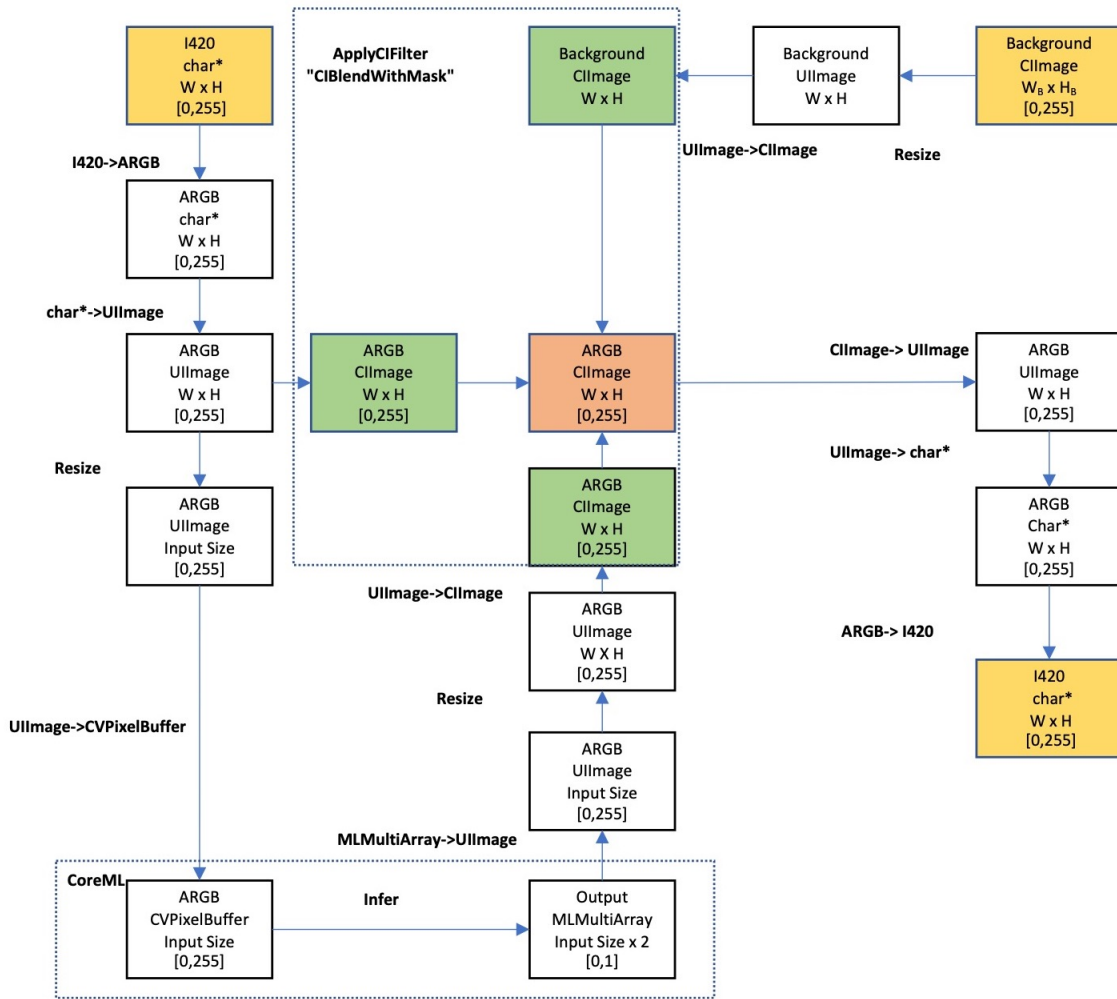 I420
char*
W x H
[0,255]
ApplyCIFilter
"CIBlendWithMask"
Background
CIImage
W x H
Background
UIImage
W x H
Background
CIImage
W_B x H_B
[0,255]
I420->ARGB
UIImage->CIImage
Resize
ARGB
char*
W x H
[0,255]
char*->UIImage
ARGB
UIImage
W x H
[0,255]
ARGB
CIImage
W x H
[0,255]
ARGB
CIImage
W x H
[0,255]
CIImage-> UIImage
ARGB
UIImage
W x H
[0,255]
Resize
UIImage-> char*
ARGB
UIImage
Input Size
[0,255]
ARGB
CIImage
W x H
[0,255]
ARGB
Char*
W x H
[0,255]
UIImage->CIImage
ARGB
UIImage
W X H
[0,255]
ARGB-> I420
Resize
I420
char*
W x H
[0,255]
UIImage->CVPixelBuffer
ARGB
UIImage
Input Size
[0,255]
MLMultiArray->UIImage
CoreML
ARGB
CVPixelBuffer
Input Size
[0,255]
Infer
Output
MLMultiArray
Input Size x 2
[0,1]